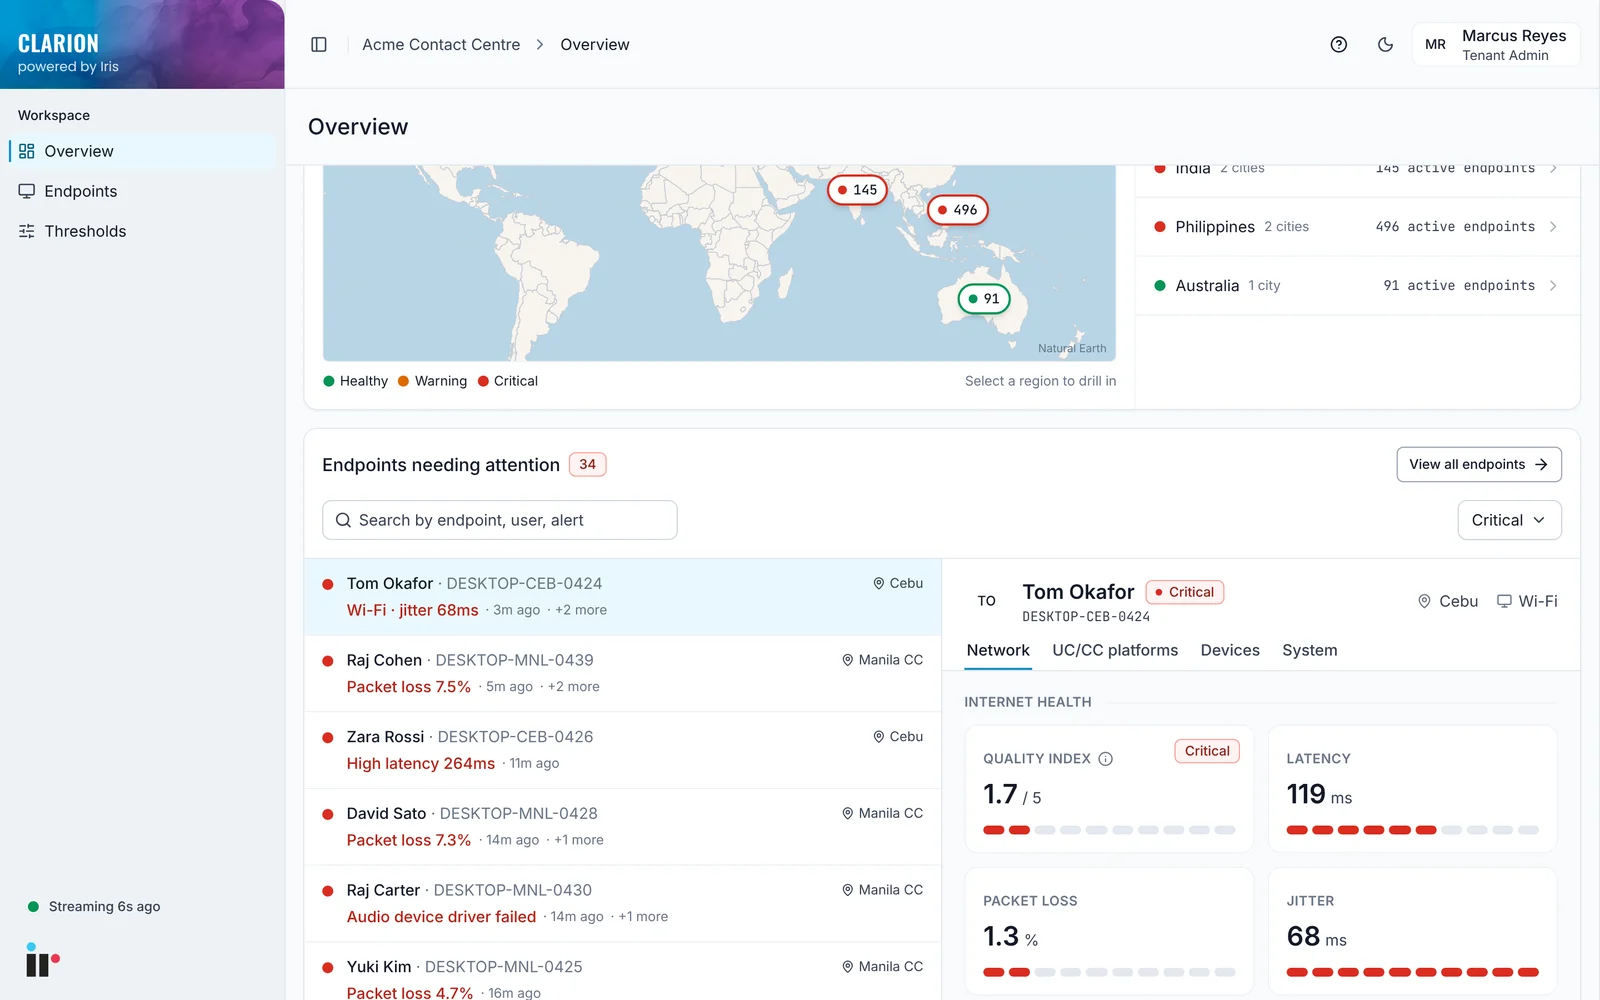 CLARION
powered by Iris
Workspace
Overview
Endpoints
Thresholds
Streaming 6s ago
Acme Contact Centre
Overview
MR
Marcus Reyes
Tenant Admin
Overview
145
496
91
Natural Earth
Healthy
Warning
Critical
Select a region to drill in
India 2 cities 145 active endpoints
Philippines 2 cities 496 active endpoints
Australia 1 city 91 active endpoints
Endpoints needing attention 34
View all endpoints
Search by endpoint, user, alert
Critical
Tom Okafor · DESKTOP-CEB-0424 Cebu
Wi-Fi · jitter 68ms · 3m ago · +2 more
Raj Cohen · DESKTOP-MNL-0439 Manila CC
Packet loss 7.5% · 5m ago · +2 more
Zara Rossi · DESKTOP-CEB-0426 Cebu
High latency 264ms · 11m ago
David Sato · DESKTOP-MNL-0428 Manila CC
Packet loss 7.3% · 14m ago · +1 more
Raj Carter · DESKTOP-MNL-0430 Manila CC
Audio device driver failed · 14m ago · +1 more
Yuki Kim · DESKTOP-MNL-0425 Manila CC
Packet loss 4.7% · 16m ago
TO
Tom Okafor Critical
DESKTOP-CEB-0424
Cebu
Wi-Fi
Network UC/CC platforms Devices System
INTERNET HEALTH
QUALITY INDEX Critical
1.7 / 5
LATENCY
119 ms
PACKET LOSS
1.3 %
JITTER
68 ms